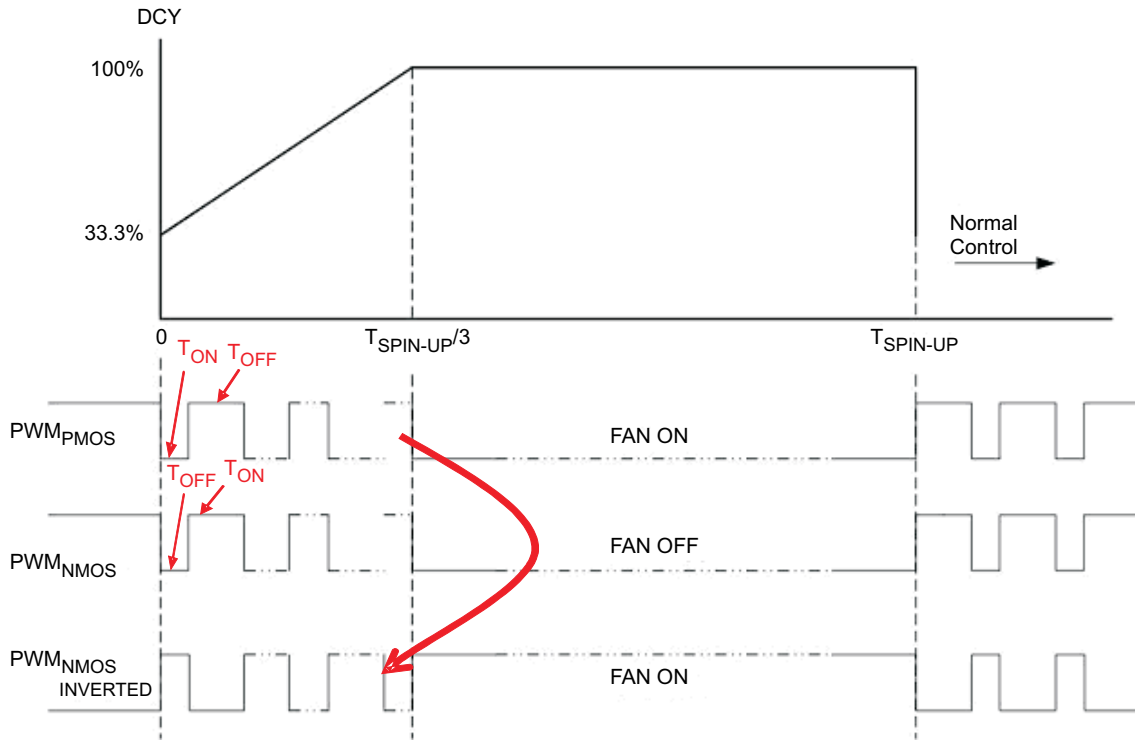 DCY
100%
33.3%
Normal
Control
0
TSPIN-UP/3
TSPIN-UP
TON
TOFF
PWMPMOS
FAN ON
TOFF
TON
PWMNMOS
FAN OFF
PWMNMOS
INVERTED
FAN ON